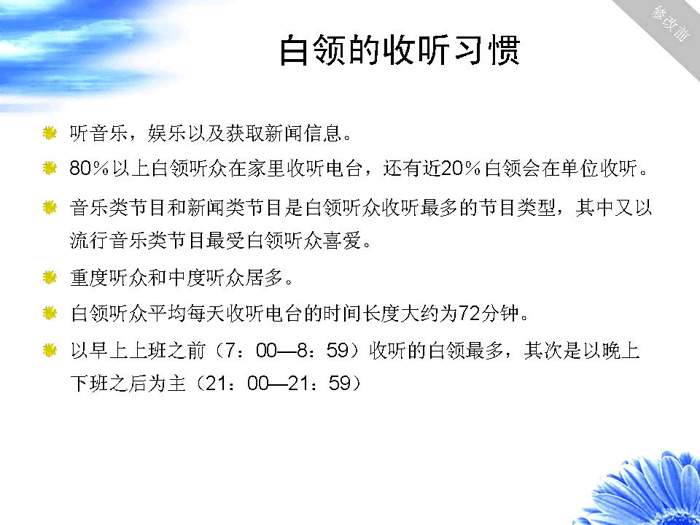 修改前
白领的收听习惯
听音乐，娱乐以及获取新闻信息。
80％以上白领听众在家里收听电台，还有近20％白领会在单位收听。
音乐类节目和新闻类节目是白领听众收听最多的节目类型，其中又以
流行音乐类节目最受白领听众喜爱。
重度听众和中度听众居多。
白领听众平均每天收听电台的时间长度大约为72分钟。
以早上上班之前（7：00—8：59）收听的白领最多，其次是以晚上
下班之后为主（21：00—21：59）